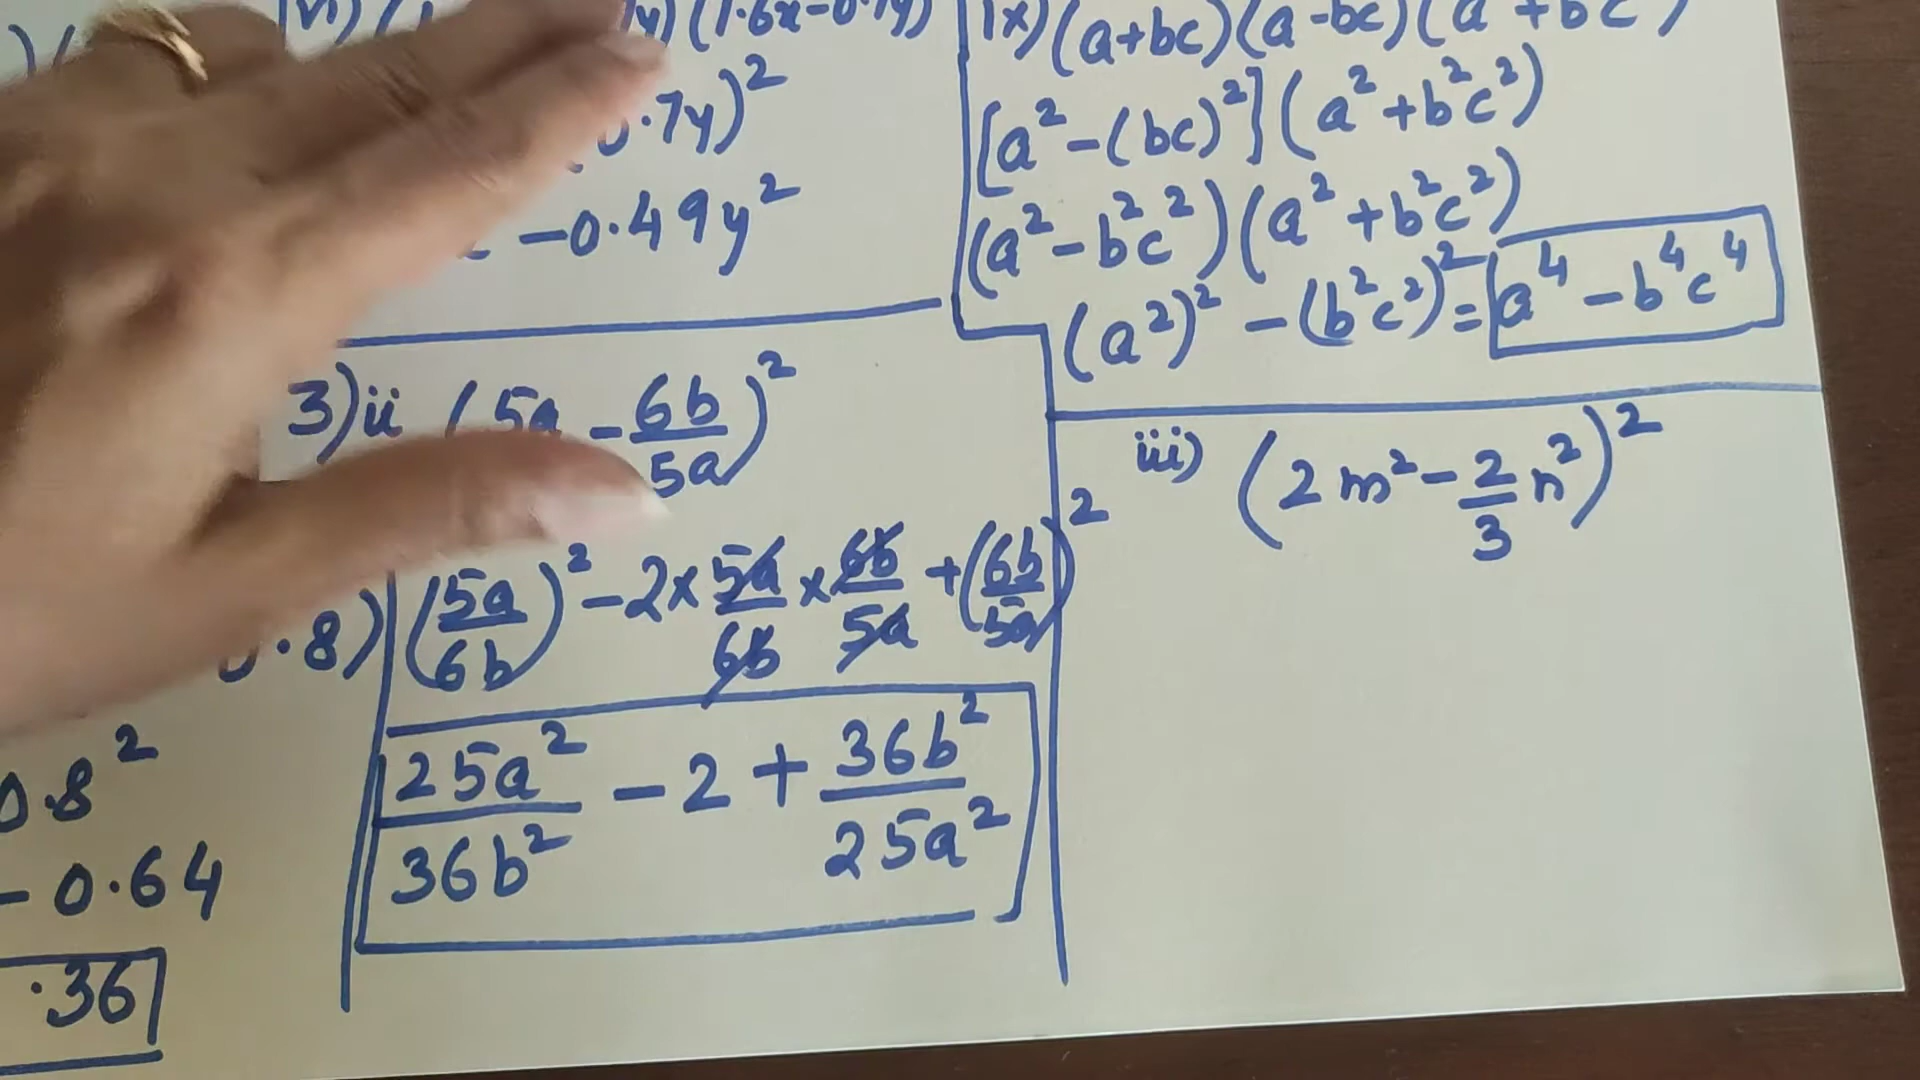 vi) y)(1.6x-0.7y)
.7y)²
-0.49y²
ix) (a+bc)(a-bc)(a²+b²c²)
[a²-(bc)²](a²+b²c²)
(a²-b²c²)(a²+b²c²)
(a²)²-(b²c²)²=a⁴-b⁴c⁴
3)ii (5a - 6b/5a)²
(5a/6b)²-2×5a/6b×6b/5a+(6b/5a)²
25a²/36b² - 2 + 36b²/25a²
iii) (2m²-2/3n²)²
.8)
0.8²
-0.64
.36